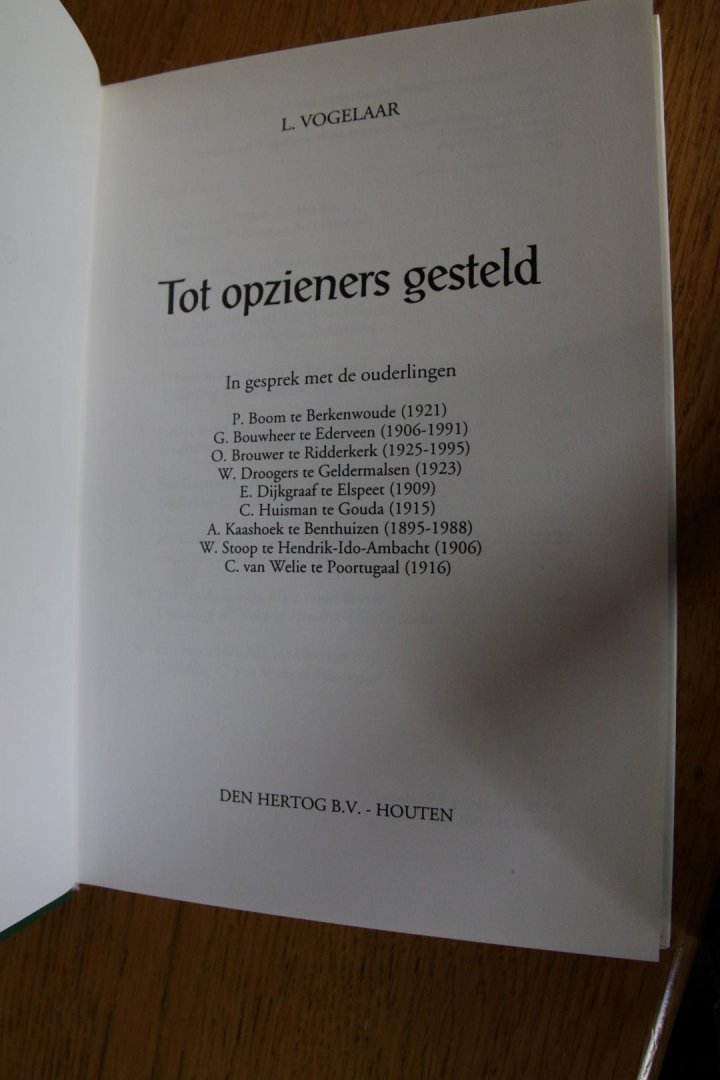 L. VOGELAAR
Tot opzieners gesteld
In gesprek met de ouderlingen
P. Boom te Berkenwoude (1921)
G. Bouwheer te Ederveen (1906-1991)
O. Brouwer te Ridderkerk (1925-1995)
W. Droogers te Geldermalsen (1923)
E. Dijkgraaf te Elspeet (1909)
C. Huisman te Gouda (1915)
A. Kaashoek te Benthuizen (1895-1988)
W. Stoop te Hendrik-Ido-Ambacht (1906)
C. van Welie te Poortugaal (1916)
DEN HERTOG B.V. - HOUTEN